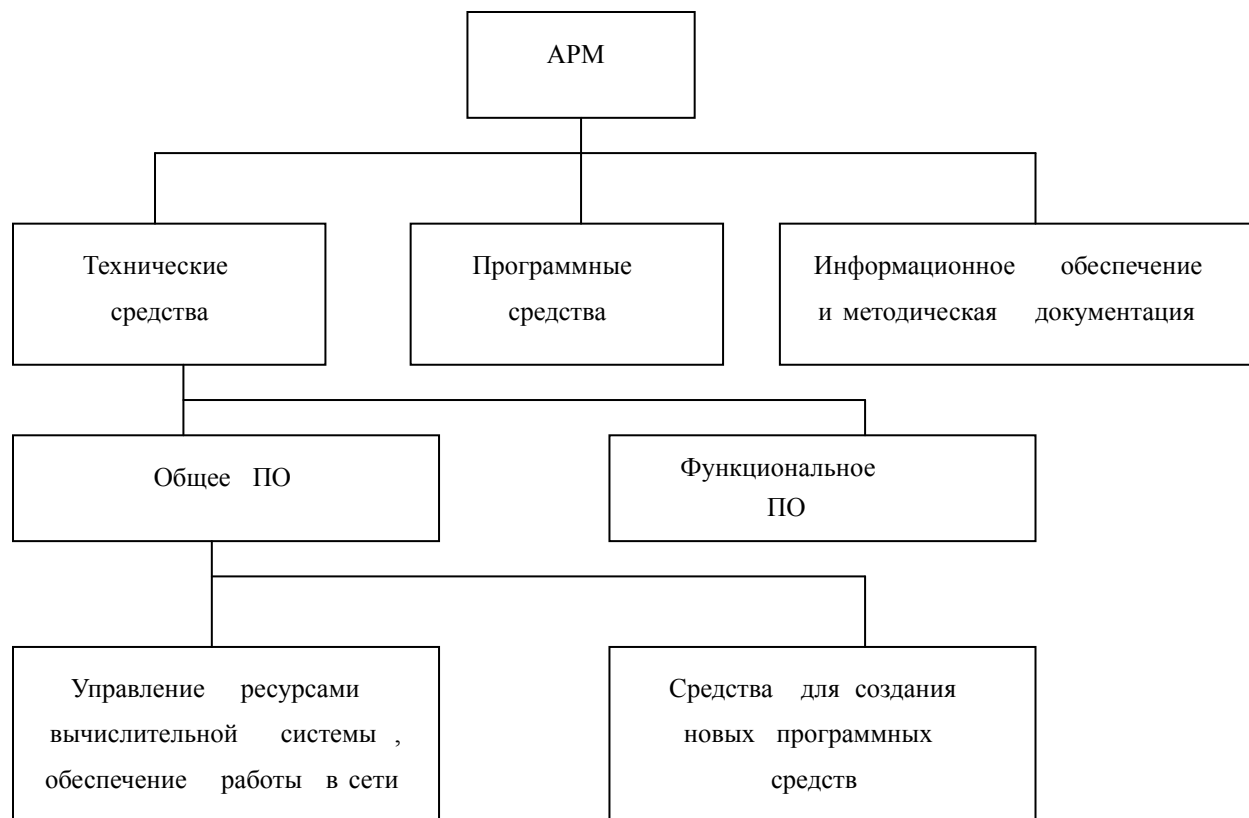 АРМ
Технические
средства
Программные
средства
Информационное обеспечение
и методическая документация
Общее ПО
Функциональное
ПО
Управление ресурсами
вычислительной системы ,
обеспечение работы в сети
Средства для создания
новых программных
средств